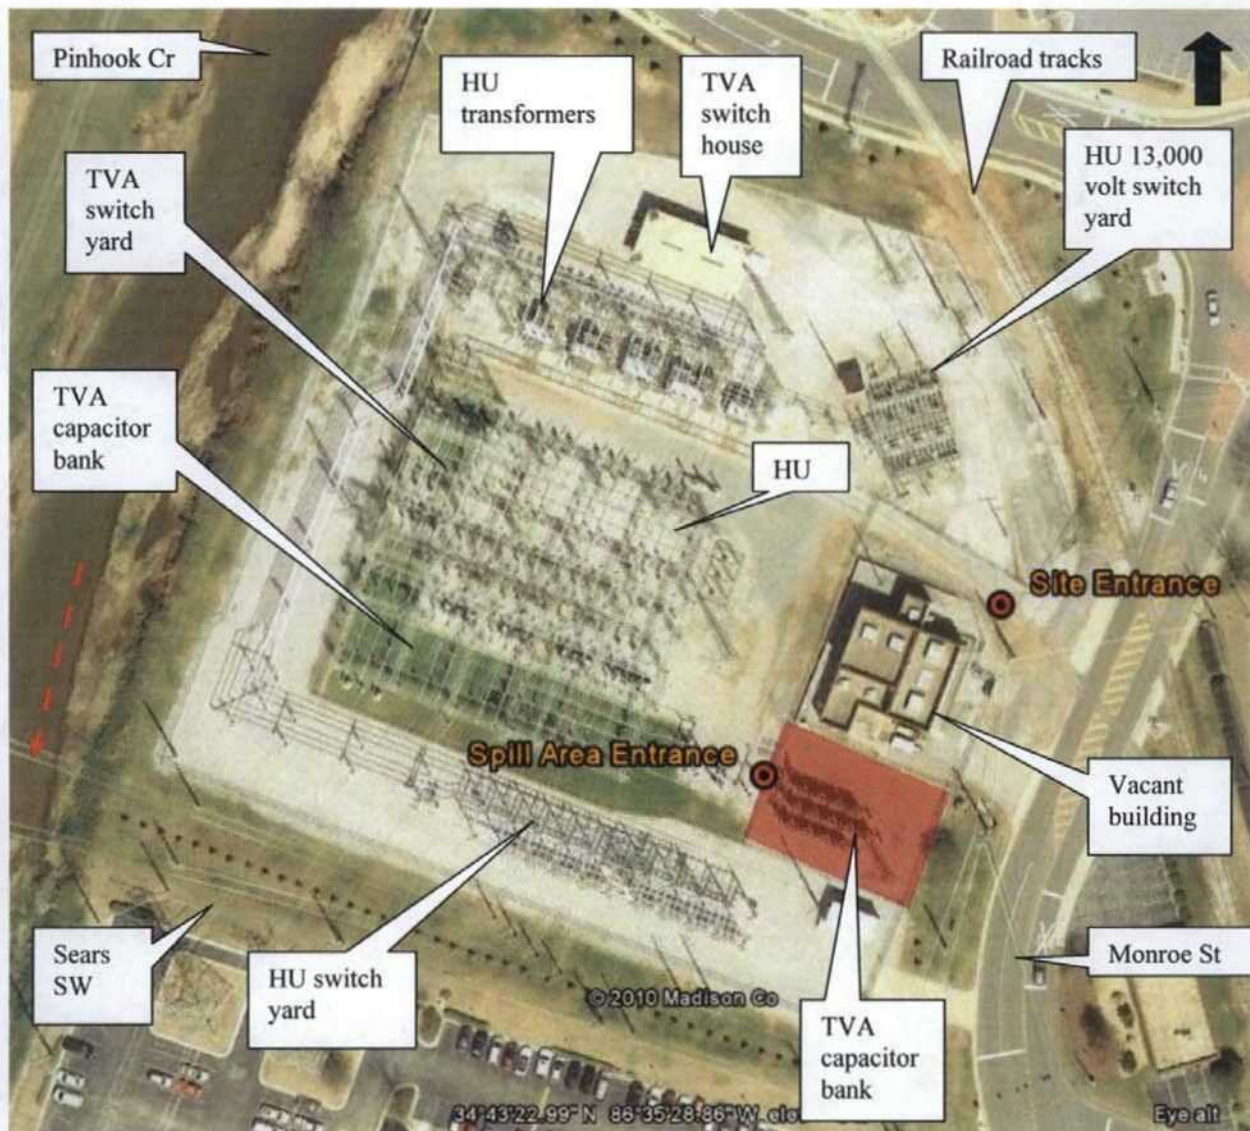 Pinhook Cr
HU
transformers
TVA
switch
house
Railroad tracks
HU 13,000
volt switch
yard
TVA
switch
yard
TVA
capacitor
bank
HU
Site Entrance
Spill Area Entrance
Vacant
building
Sears
SW
HU switch
yard
Monroe St
© 2010 Madison Co
TVA
capacitor
bank
34°43'22.99" N 86°35'28.86" W
Eye alt